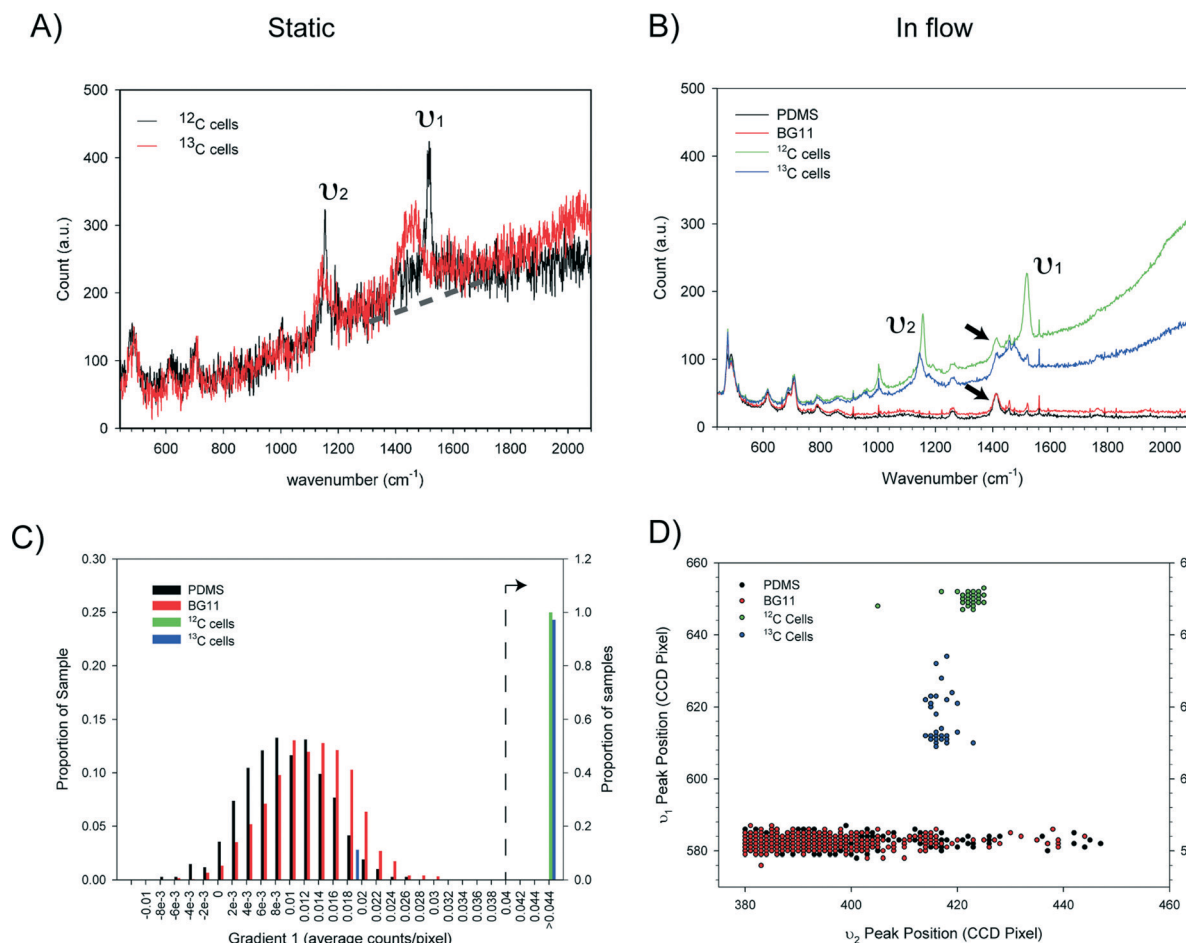 A) Static
B) In flow
500
400
300
200
100
0
Count (a.u.)
¹²C cells
¹³C cells
υ₂
υ₁
600 800 1000 1200 1400 1600 1800 2000
wavenumber (cm⁻¹)
500
400
300
200
100
0
Count (a.u.)
PDMS
BG11
¹²C cells
¹³C cells
υ₂
υ₁
600 800 1000 1200 1400 1600 1800 2000
Wavenumber (cm⁻¹)
C)
0.30
0.25
0.20
0.15
0.10
0.05
0.00
Proportion of Sample
PDMS
BG11
¹²C cells
¹³C cells
1.2
1.0
0.8
0.6
0.4
0.2
0.0
Proportion of samples
-0.01 -8e-3 -6e-3 -4e-3 -2e-3 0 2e-3 4e-3 6e-3 8e-3 0.01 0.012 0.014 0.016 0.018 0.02 0.022 0.024 0.026 0.028 0.03 0.032 0.034 0.036 0.038 0.04 0.042 0.044 >0.044
Gradient 1 (average counts/pixel)
D)
660
640
620
600
580
υ₁ Peak Position (CCD Pixel)
PDMS
BG11
¹²C Cells
¹³C Cells
380 400 420 440 460
υ₂ Peak Position (CCD Pixel)